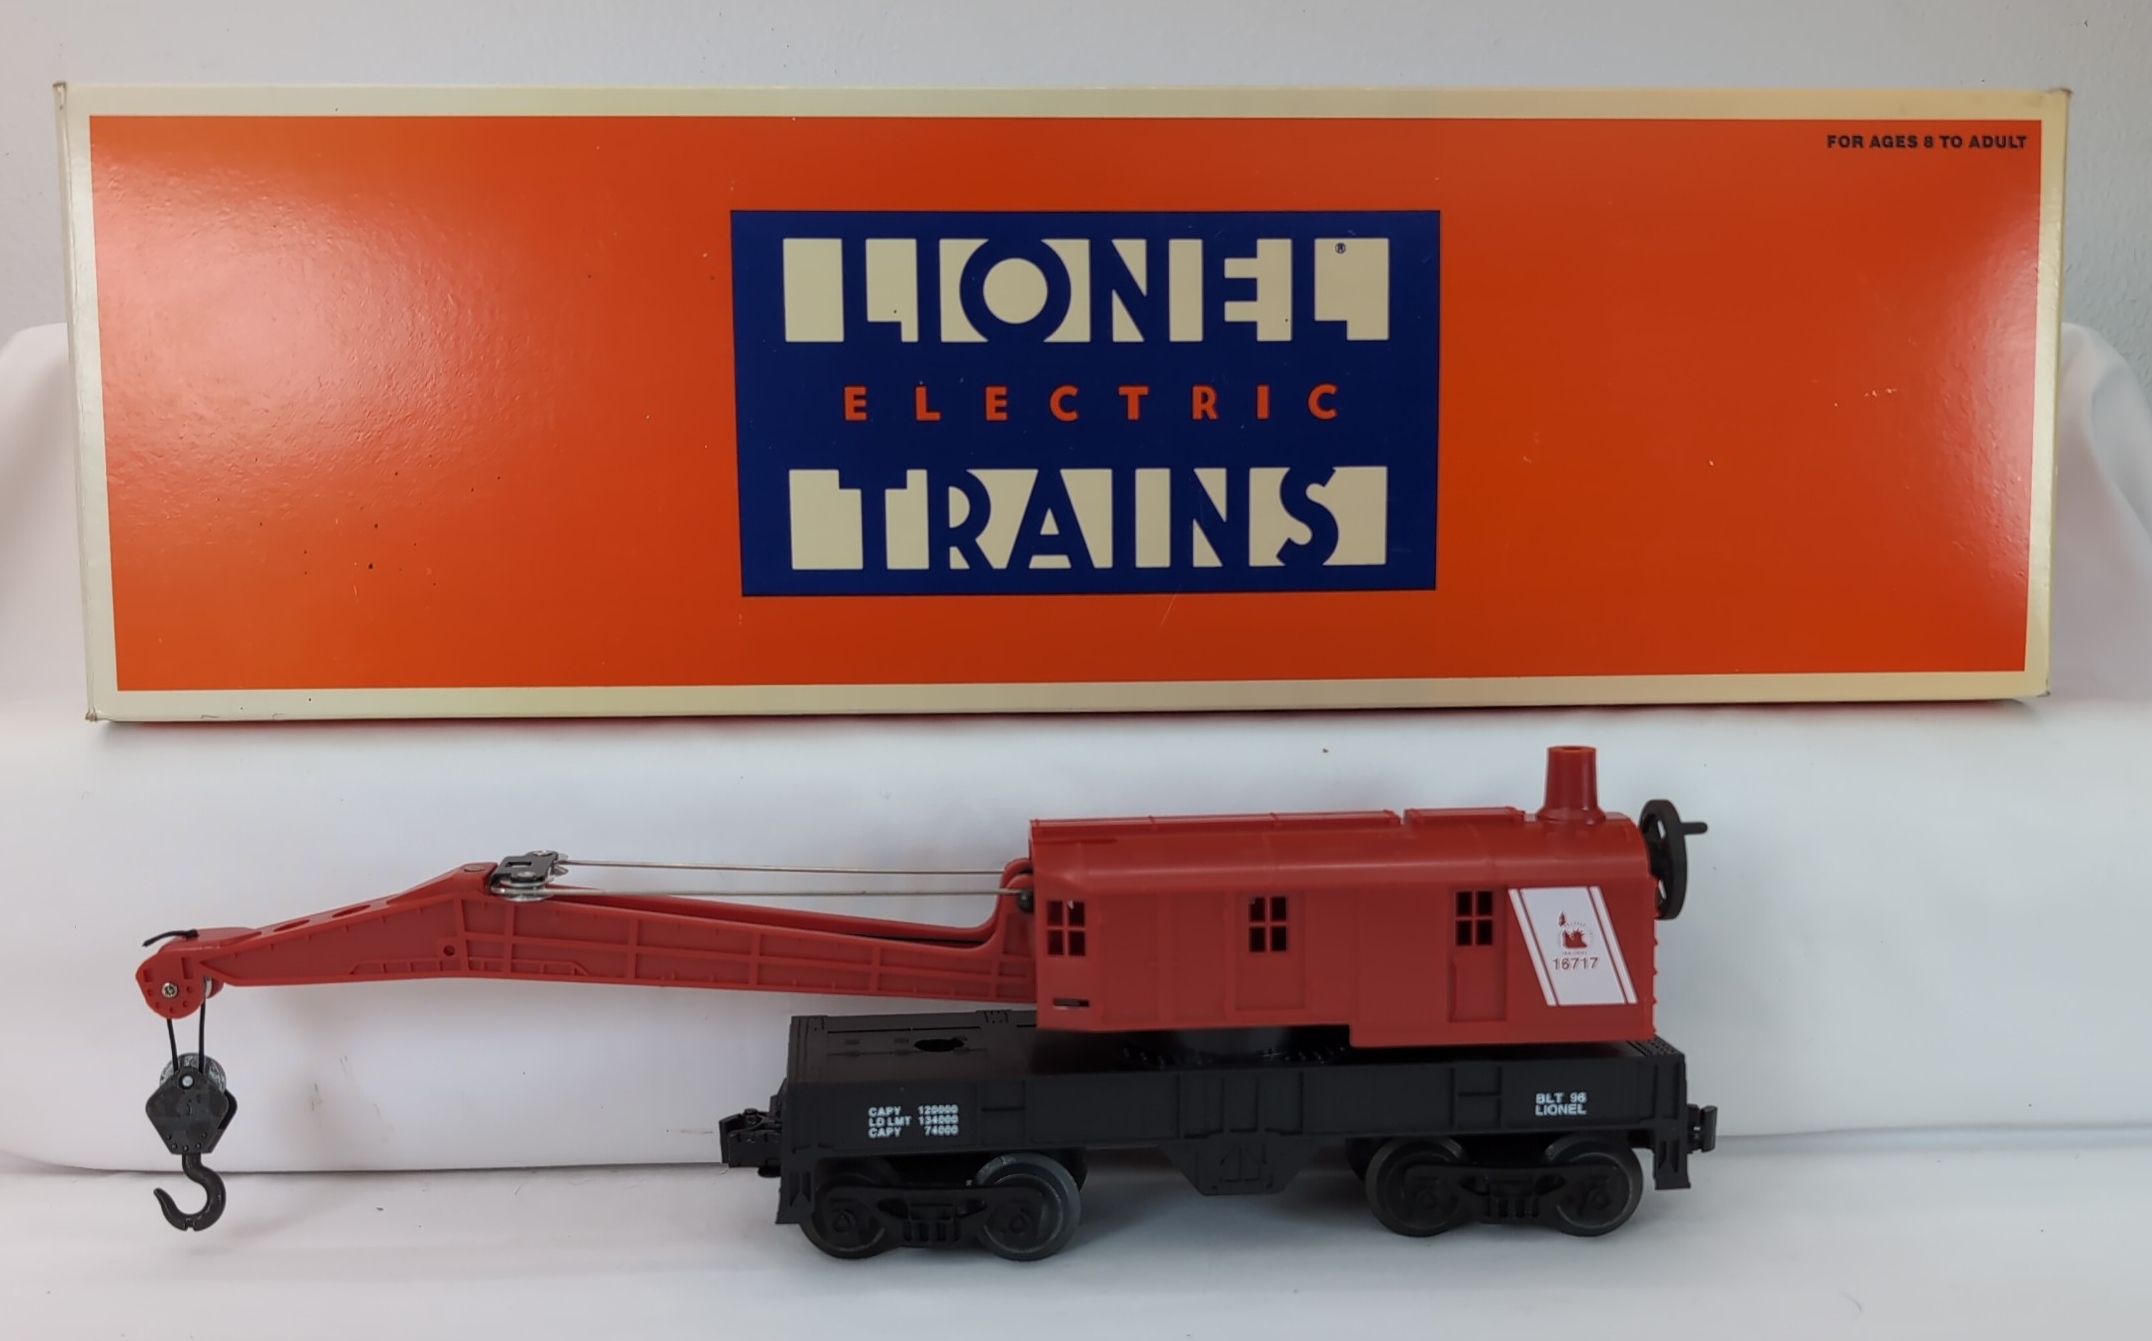 FOR AGES 8 TO ADULT
LIONEL®
ELECTRIC
TRAINS
16717
CAPY 120000
LD LMT 134000
CAPY 74000
BLT 96
LIONEL